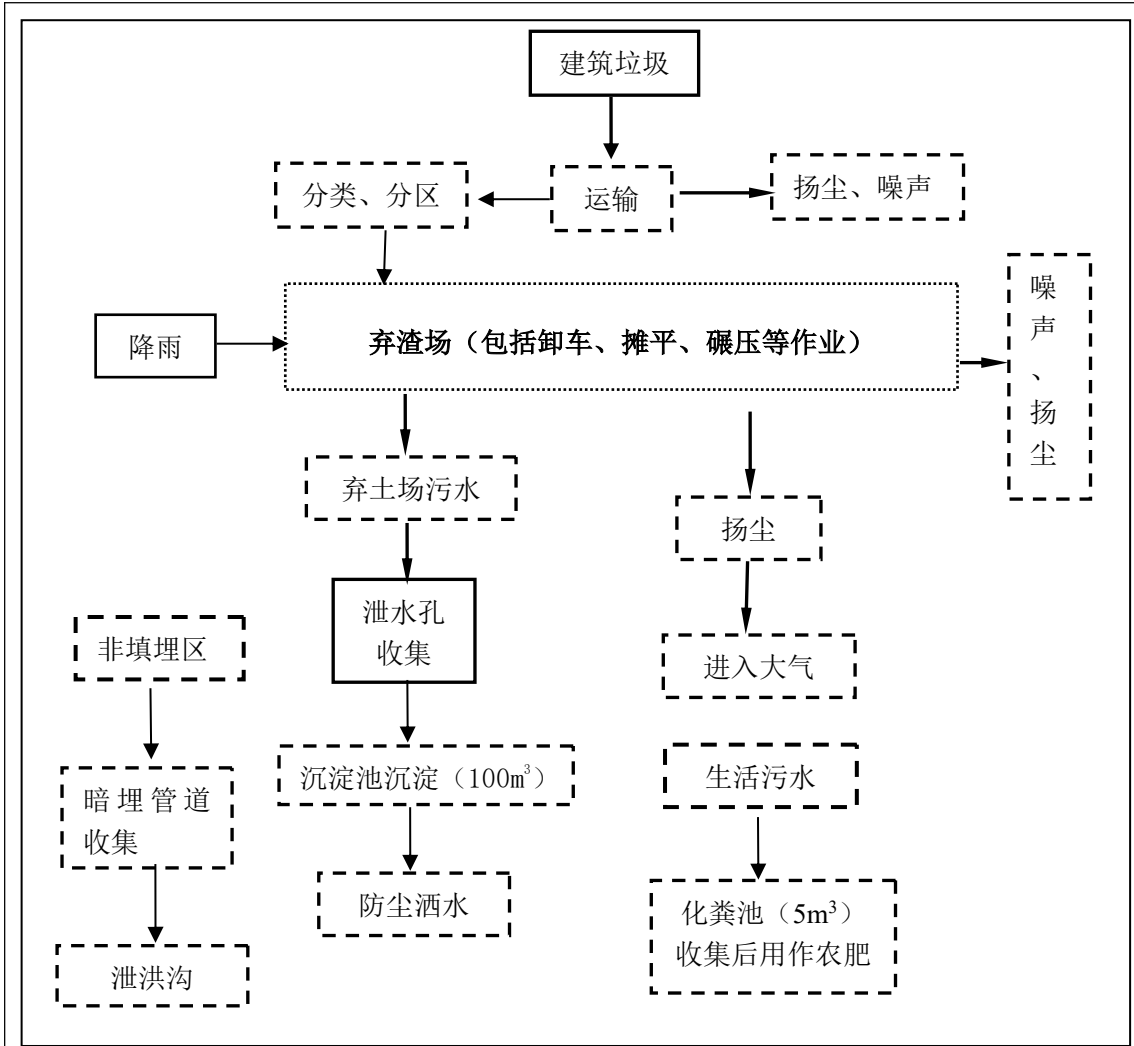 建筑垃圾
分类、分区
运输
扬尘、噪声
降雨
弃渣场（包括卸车、摊平、碾压等作业）
噪
声
、
扬
尘
弃土场污水
扬尘
泄水孔
收集
非填埋区
进入大气
沉淀池沉淀（100m³）
生活污水
暗埋管道
收集
防尘洒水
化粪池（5m³）
收集后用作农肥
泄洪沟